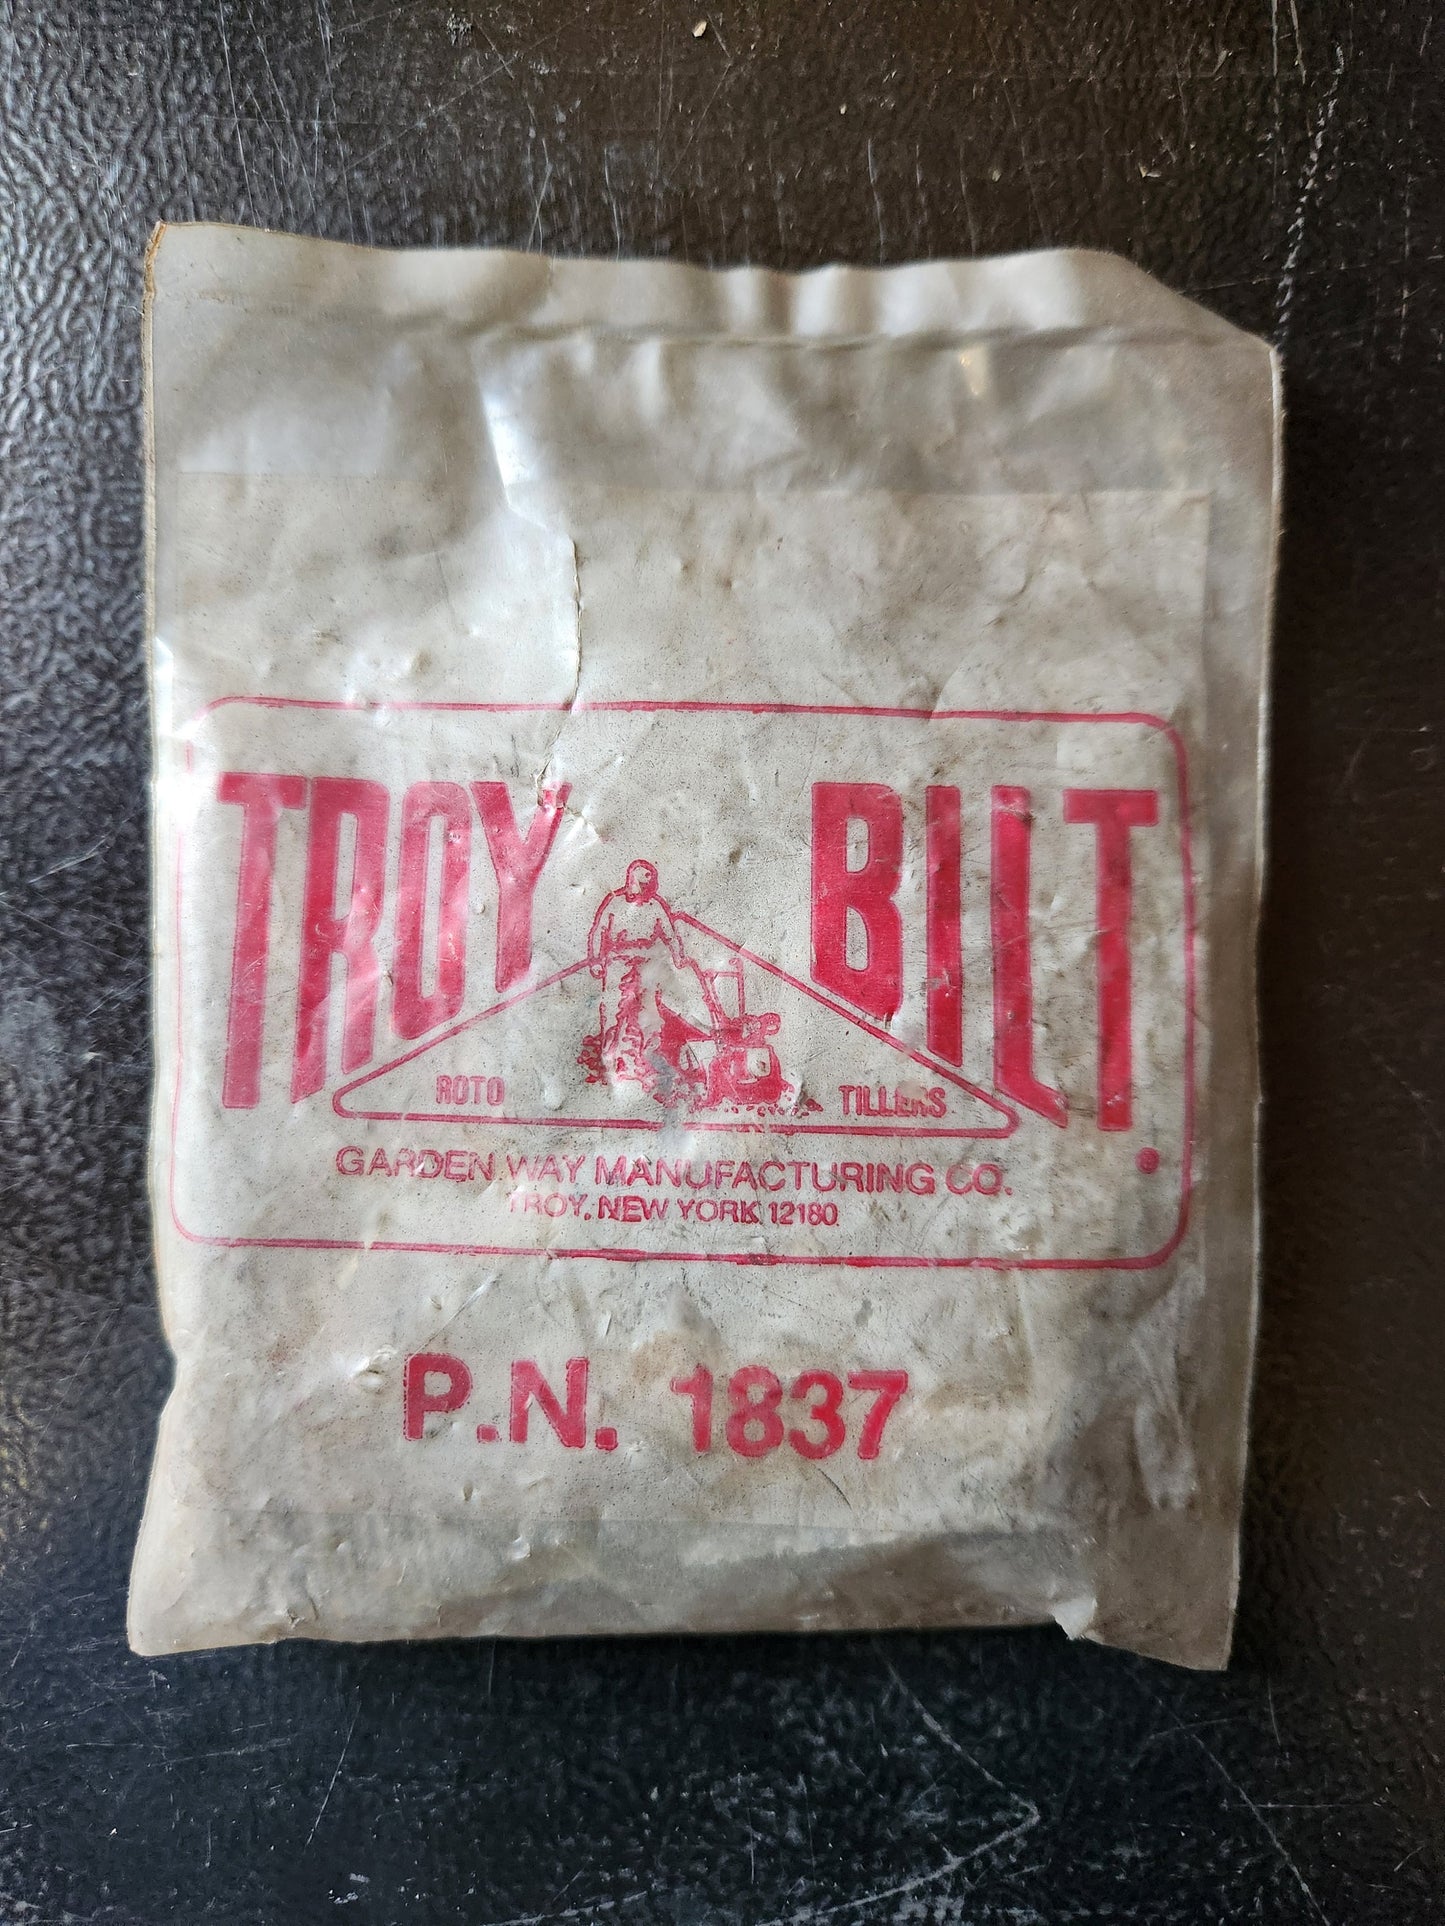 TROY BILT
ROTO TILLERS
GARDEN WAY MANUFACTURING CO.
TROY, NEW YORK 12180
P.N. 1837